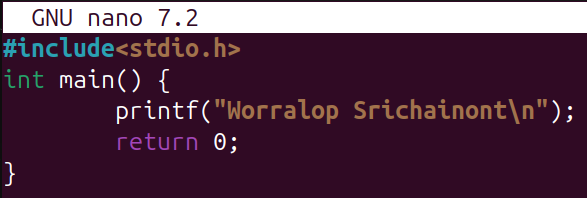 GNU nano 7.2
#include<stdio.h>
int main() {
        printf("Worralop Srichainont\n");
        return 0;
}